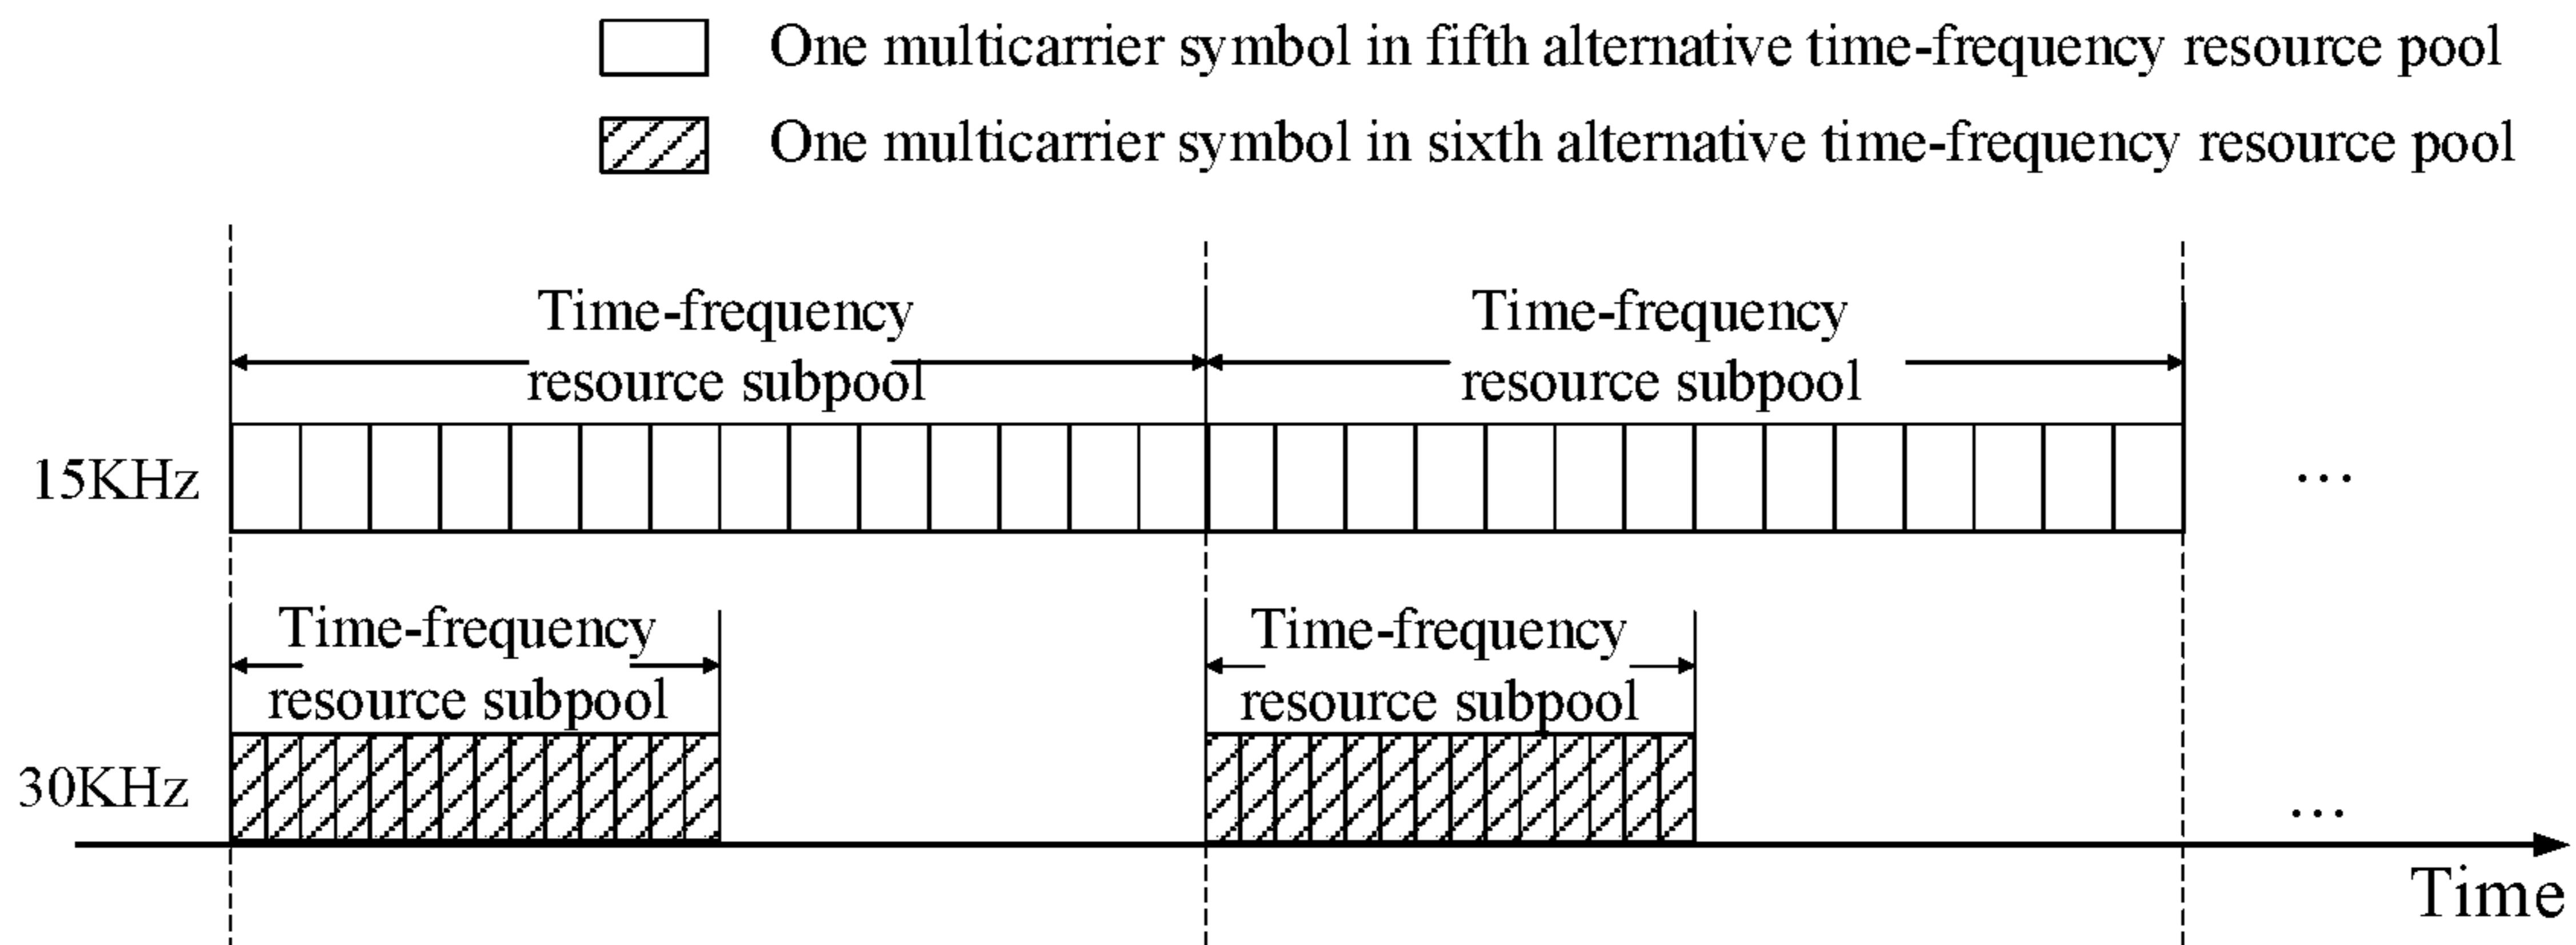 One multicarrier symbol in fifth alternative time-frequency resource pool
One multicarrier symbol in sixth alternative time-frequency resource pool
Time-frequency
resource subpool
Time-frequency
resource subpool
15KHz
...
Time-frequency
resource subpool
Time-frequency
resource subpool
30KHz
...
Time